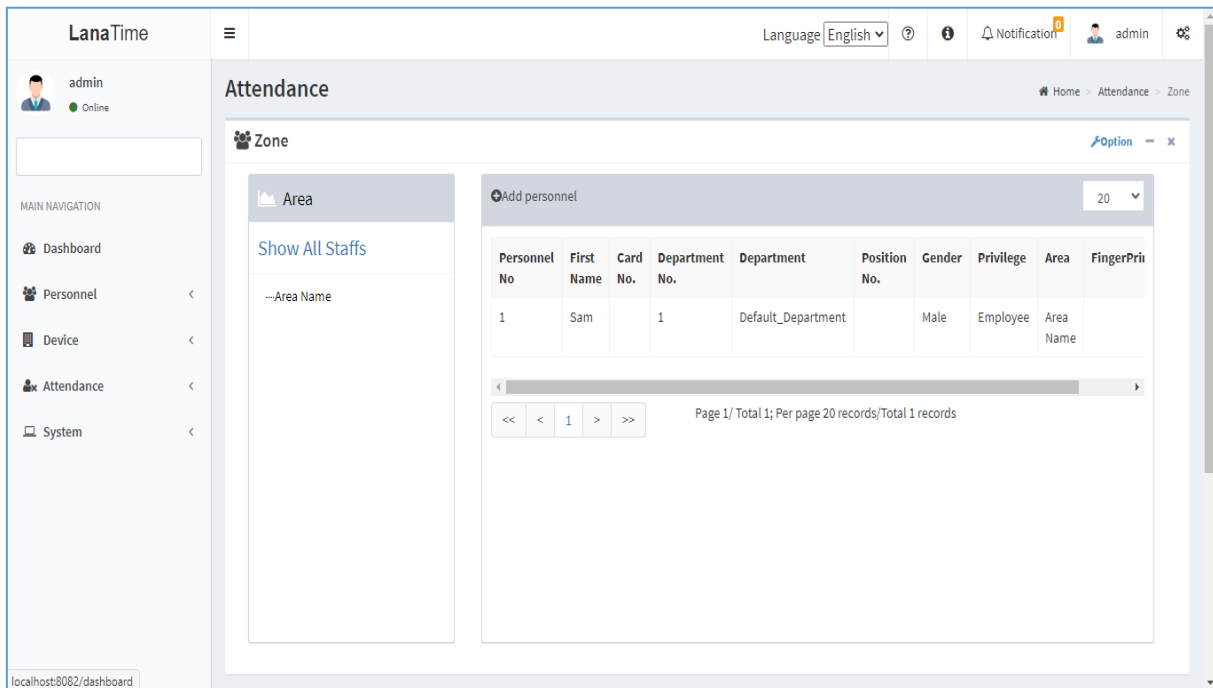 LanaTime
Language English
Notification 0
admin
admin
Online
MAIN NAVIGATION
Dashboard
Personnel
Device
Attendance
System
Attendance
Home > Attendance > Zone
Zone
Option
Area
Show All Staffs
Area Name
Add personnel
20
Personnel No First Name Card No. Department No. Department Position No. Gender Privilege Area FingerPrin
1 Sam 1 Default_Department Male Employee Area Name
<< < 1 > >>
Page 1/ Total 1; Per page 20 records/Total 1 records
localhost:8082/dashboard